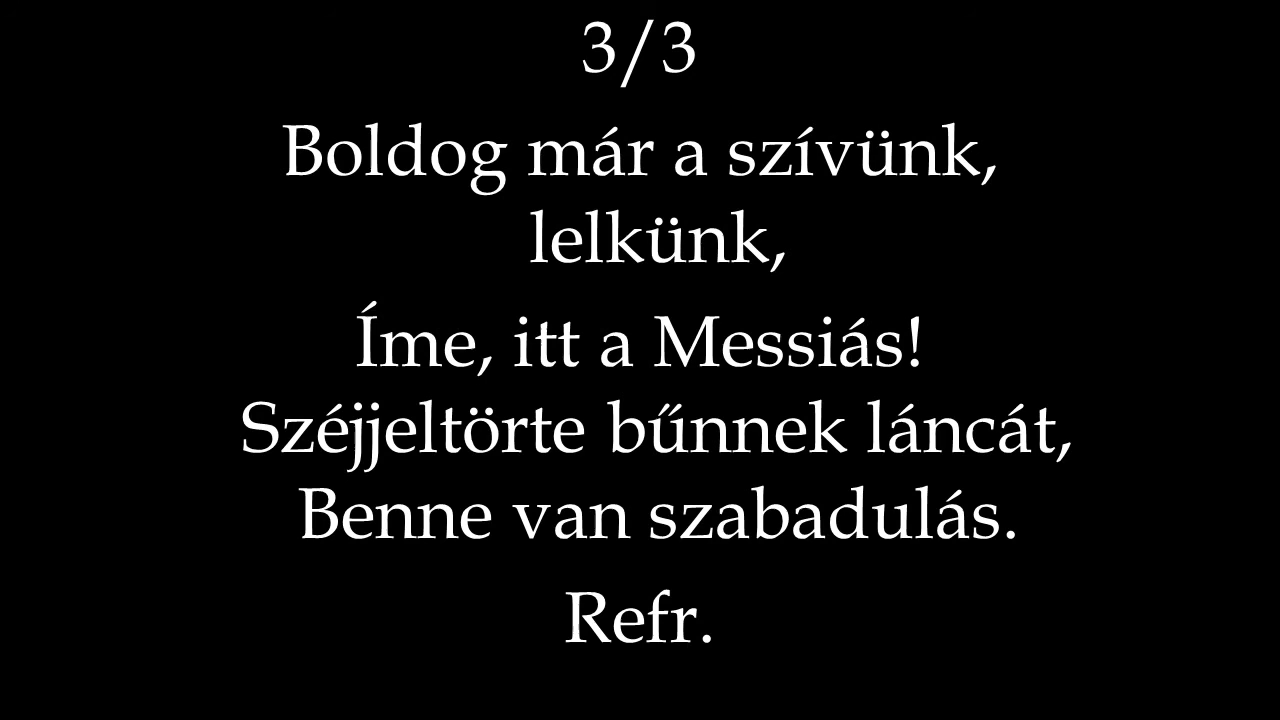 3/3
Boldog már a szívünk,
lelkünk,
Íme, itt a Messiás!
Széjjeltörte bűnnek láncát,
Benne van szabadulás.
Refr.